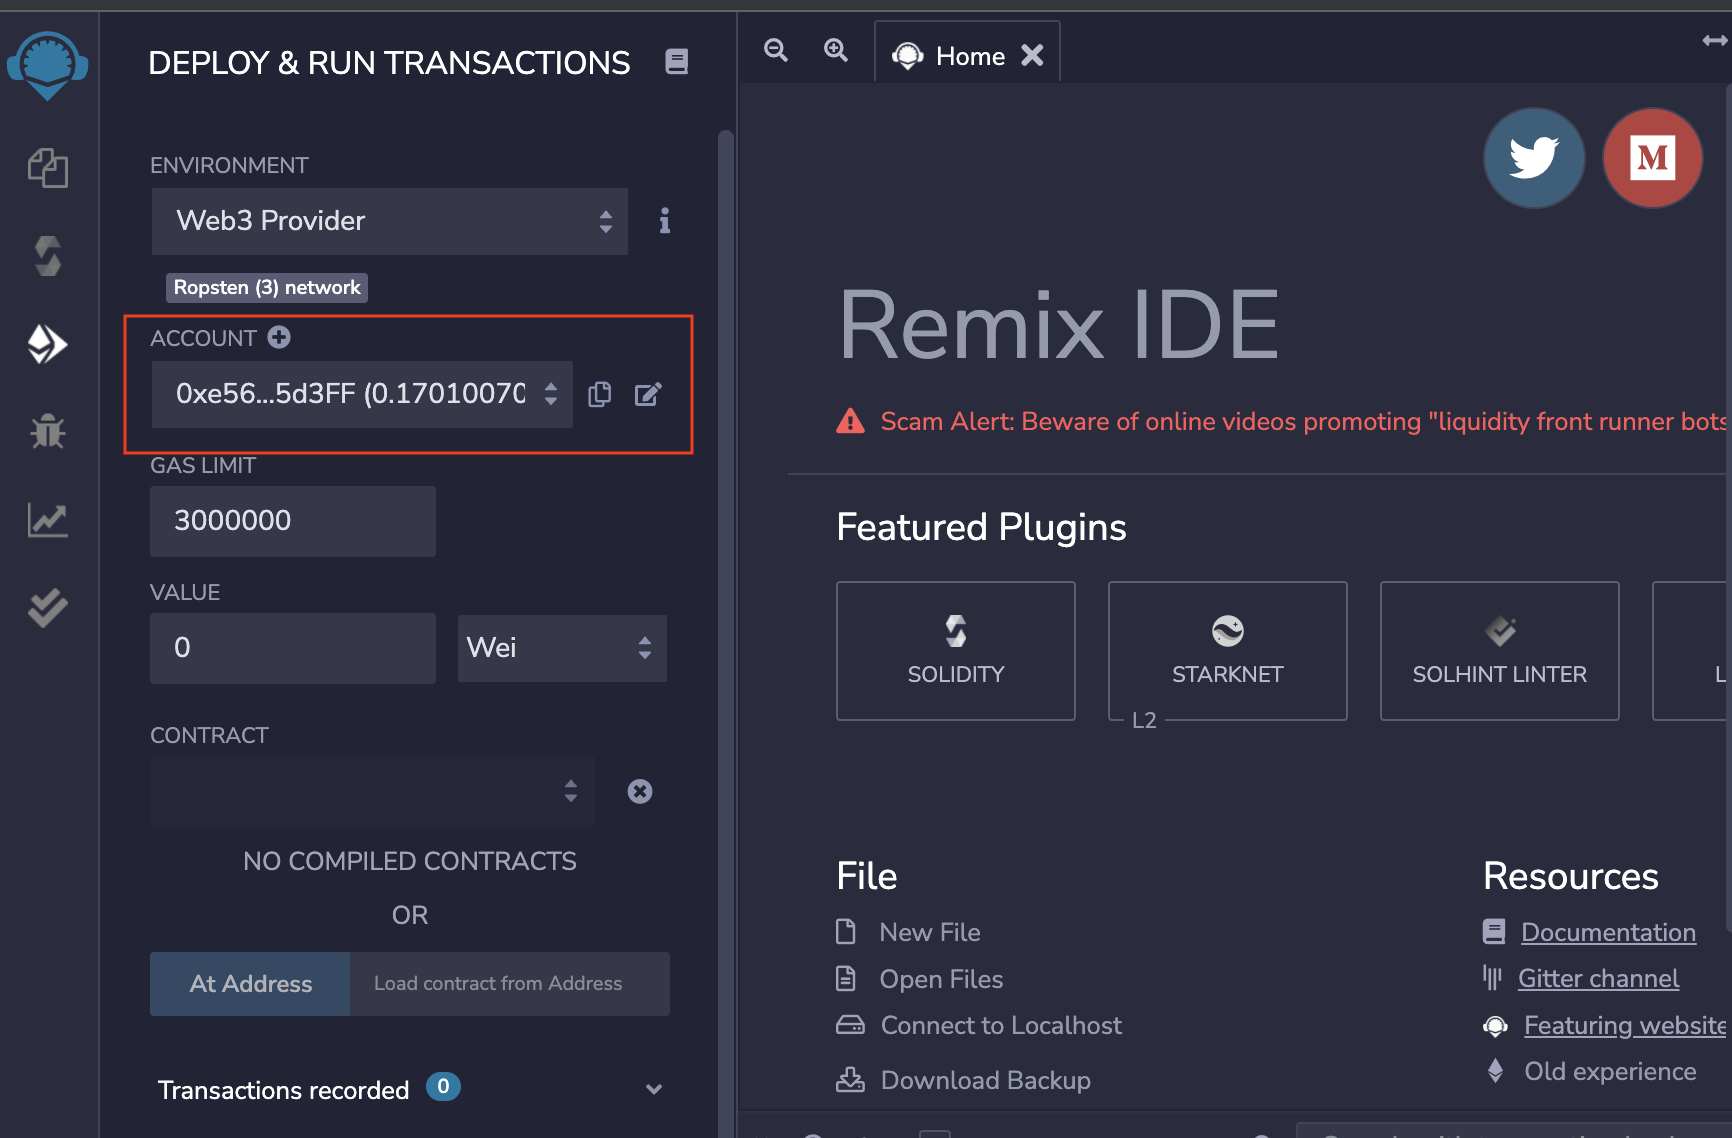 DEPLOY & RUN TRANSACTIONS
ENVIRONMENT
Web3 Provider
Ropsten (3) network
ACCOUNT
0xe56...5d3FF (0.17010070
GAS LIMIT
3000000
VALUE
0
Wei
CONTRACT
NO COMPILED CONTRACTS
OR
At Address
Load contract from Address
Transactions recorded 0
Home
M
Remix IDE
Scam Alert: Beware of online videos promoting "liquidity front runner bots
Featured Plugins
SOLIDITY
STARKNET
L2
SOLHINT LINTER
L
File
New File
Open Files
Connect to Localhost
Download Backup
Resources
Documentation
Gitter channel
Featuring website
Old experience